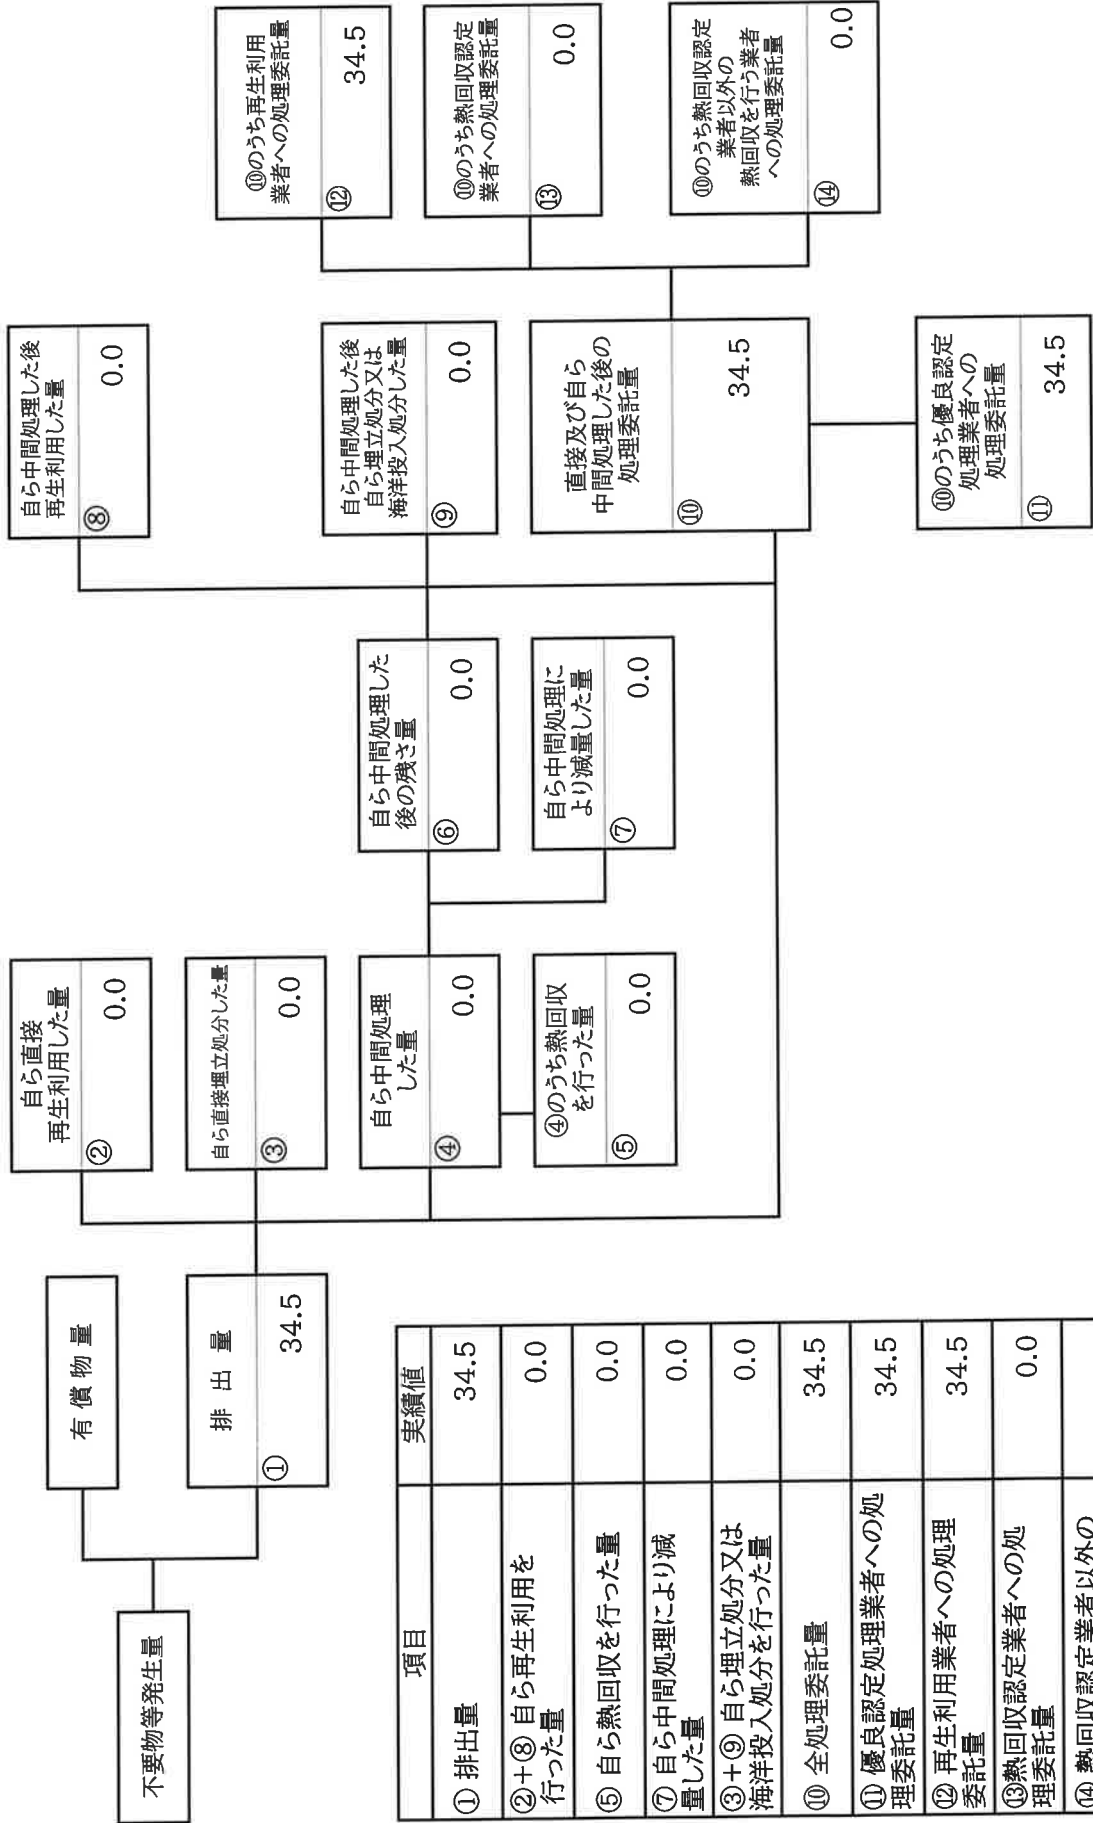 不要物等発生量
有償物量
排出量
①
34.5
自ら直接
再生利用した量
②
0.0
自ら直接埋立処分した量
③
0.0
自ら中間処理
した量
④
0.0
④のうち熱回収
を行った量
⑤
0.0
自ら中間処理した
後の残さ量
⑥
0.0
自ら中間処理に
より減量した量
⑦
0.0
自ら中間処理した後
再生利用した量
⑧
0.0
自ら中間処理した後
自ら埋立処分又は
海洋投入処分した量
⑨
0.0
直接及び自ら
中間処理した後の
処理委託量
⑩
34.5
⑩のうち優良認定
処理業者への
処理委託量
⑪
34.5
⑩のうち再生利用
業者への処理委託量
⑫
34.5
⑩のうち熱回収認定
業者への処理委託量
⑬
0.0
⑩のうち熱回収認定
業者以外の
熱回収を行う業者
への処理委託量
⑭
0.0
項目 実績値
①排出量 34.5
②+⑧ 自ら再生利用を
行った量 0.0
⑤ 自ら熱回収を行った量 0.0
⑦ 自ら中間処理により減
量した量 0.0
③+⑨ 自ら埋立処分又は
海洋投入処分を行った量 0.0
⑩ 全処理委託量 34.5
⑪ 優良認定処理業者への処
理委託量 34.5
⑫ 再生利用業者への処理
委託量 34.5
⑬熱回収認定業者への処
理委託量 0.0
⑭ 熱回収認定業者以外の